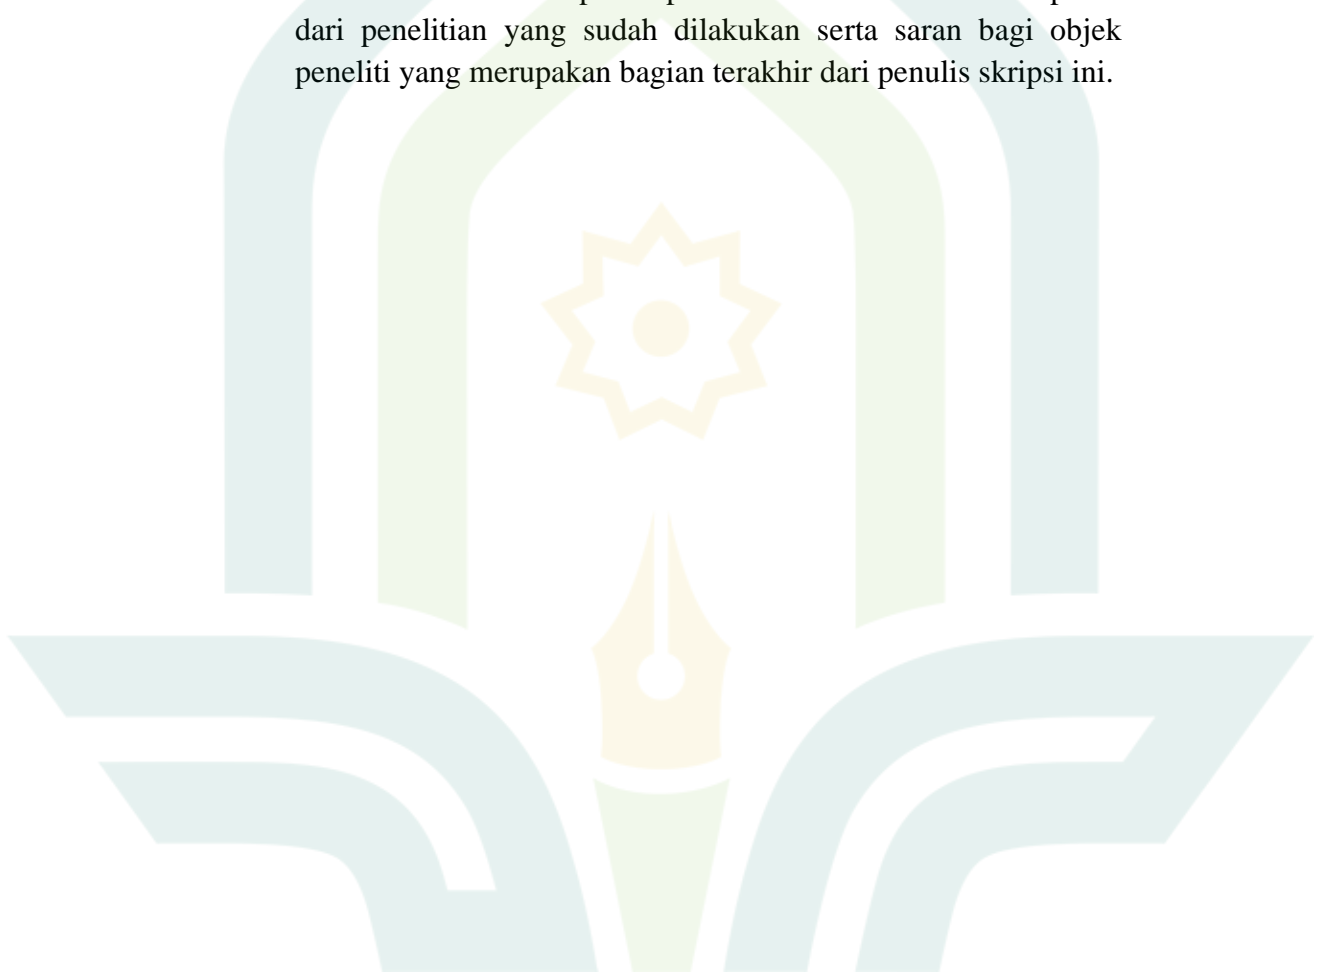 dari penelitian yang sudah dilakukan serta saran bagi objek
peneliti yang merupakan bagian terakhir dari penulis skripsi ini.